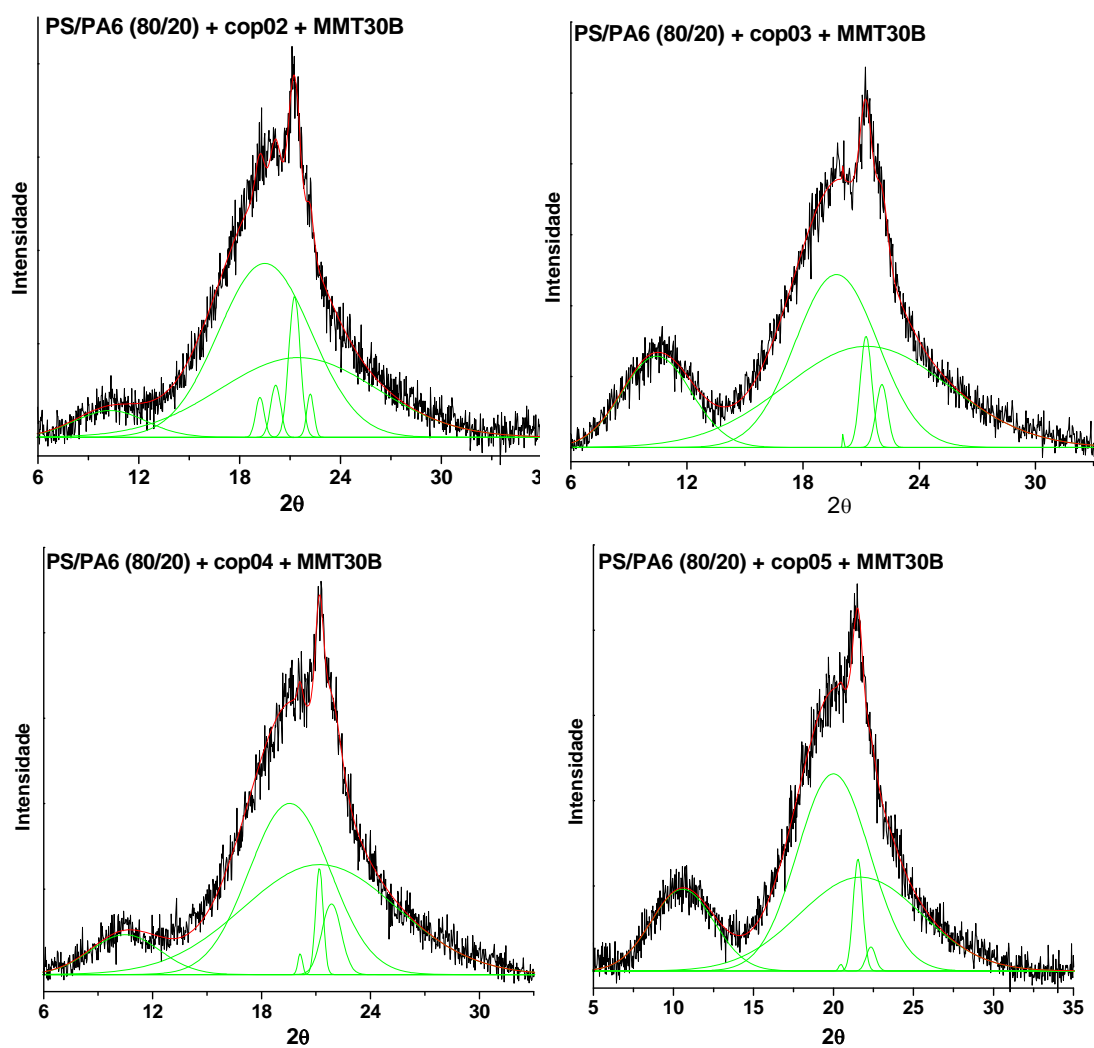 PS/PA6 (80/20) + cop02 + MMT30B
Intensidade
6 12 18 24 30 3
2θ
PS/PA6 (80/20) + cop03 + MMT30B
Intensidade
6 12 18 24 30
2θ
PS/PA6 (80/20) + cop04 + MMT30B
Intensidade
6 12 18 24 30
2θ
PS/PA6 (80/20) + cop05 + MMT30B
Intensidade
5 10 15 20 25 30 35
2θ